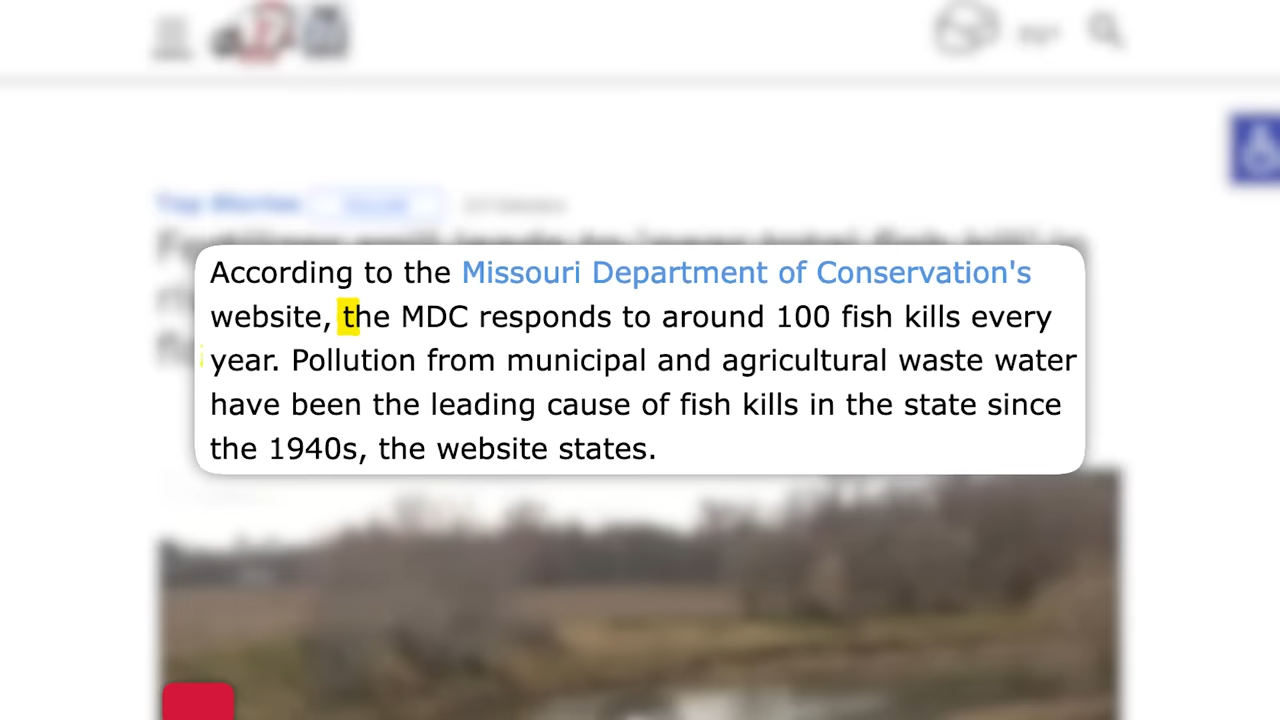 Top Stories
According to the Missouri Department of Conservation's
website, the MDC responds to around 100 fish kills every
year. Pollution from municipal and agricultural waste water
have been the leading cause of fish kills in the state since
the 1940s, the website states.